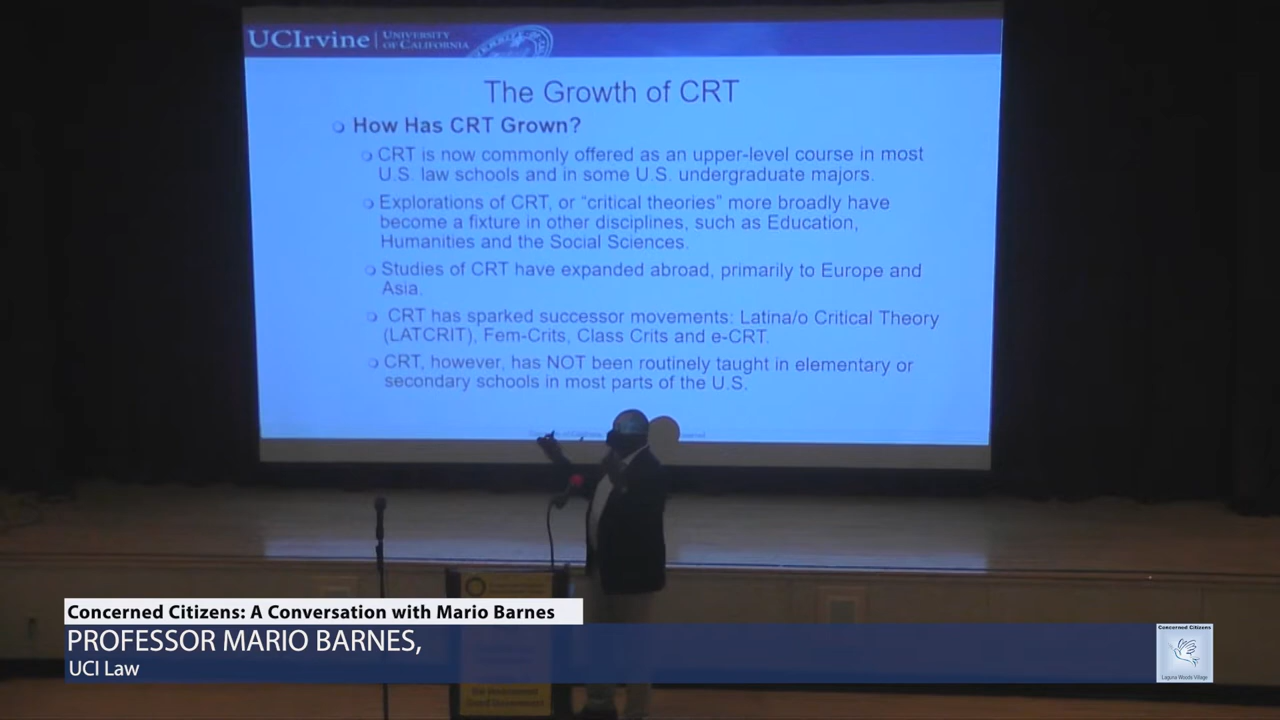 UCIrvine | UNIVERSITY
OF CALIFORNIA
The Growth of CRT
How Has CRT Grown?
CRT is now commonly offered as an upper-level course in most
U.S. law schools and in some U.S. undergraduate majors.
Explorations of CRT, or “critical theories” more broadly have
become a fixture in other disciplines, such as Education,
Humanities and the Social Sciences.
Studies of CRT have expanded abroad, primarily to Europe and
Asia.
CRT has sparked successor movements: Latina/o Critical Theory
(LATCRIT), Fem-Crits, Class Crits and e-CRT.
CRT, however, has NOT been routinely taught in elementary or
secondary schools in most parts of the U.S.
Concerned Citizens: A Conversation with Mario Barnes
PROFESSOR MARIO BARNES,
UCI Law
Concerned Citizens
Laguna Woods Village